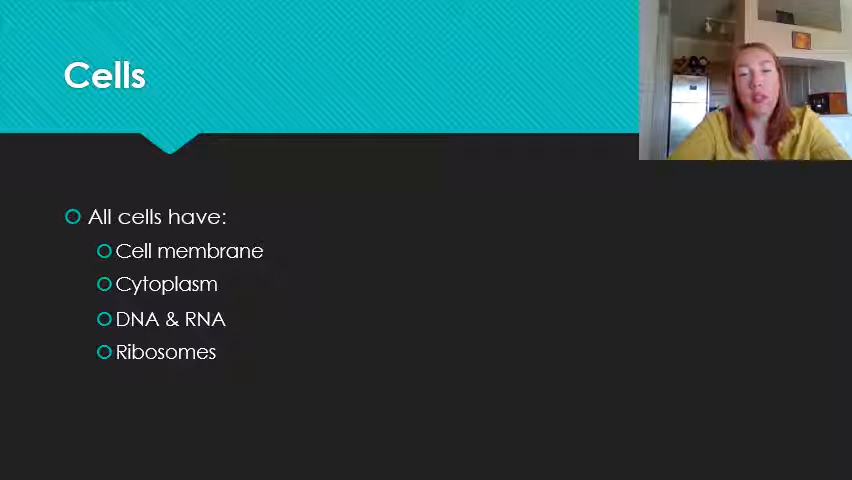 Cells
All cells have:
Cell membrane
Cytoplasm
DNA & RNA
Ribosomes